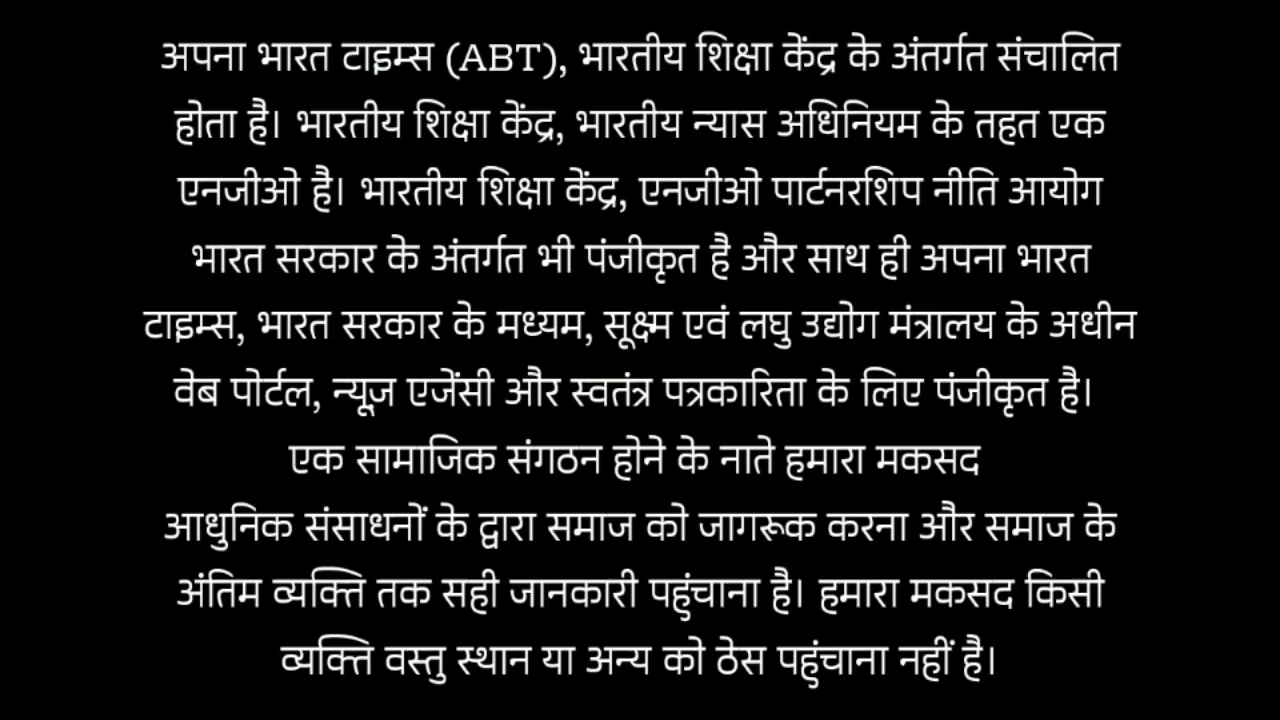 अपना भारत टाइम्स (ABT), भारतीय शिक्षा केंद्र के अंतर्गत संचालित
होता है। भारतीय शिक्षा केंद्र, भारतीय न्यास अधिनियम के तहत एक
एनजीओ है। भारतीय शिक्षा केंद्र, एनजीओ पार्टनरशिप नीति आयोग
भारत सरकार के अंतर्गत भी पंजीकृत है और साथ ही अपना भारत
टाइम्स, भारत सरकार के मध्यम, सूक्ष्म एवं लघु उद्योग मंत्रालय के अधीन
वेब पोर्टल, न्यूज़ एजेंसी और स्वतंत्र पत्रकारिता के लिए पंजीकृत है।
एक सामाजिक संगठन होने के नाते हमारा मकसद
आधुनिक संसाधनों के द्वारा समाज को जागरूक करना और समाज के
अंतिम व्यक्ति तक सही जानकारी पहुंचाना है। हमारा मकसद किसी
व्यक्ति वस्तु स्थान या अन्य को ठेस पहुंचाना नहीं है।